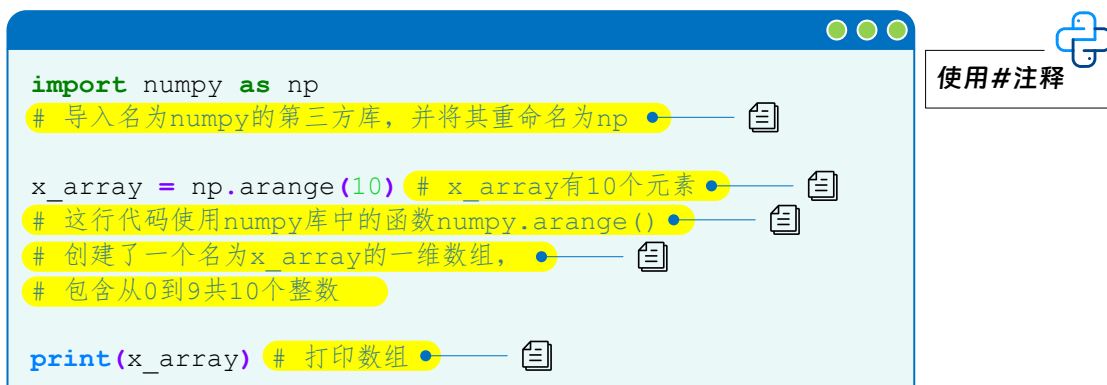 使用#注释
import numpy as np
# 导入名为numpy的第三方库，并将其重命名为np
x_array = np.arange(10) # x_array有10个元素
# 这行代码使用numpy库中的函数numpy.arange()
# 创建了一个名为x_array的一维数组，
# 包含从0到9共10个整数
print(x_array) # 打印数组